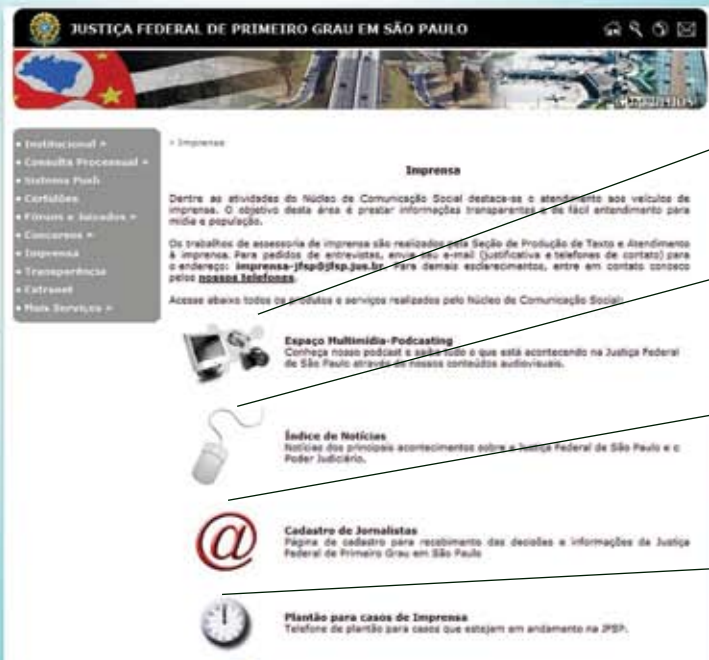 JUSTIÇA FEDERAL DE PRIMEIRO GRAU EM SÃO PAULO
GUARULHOS
• Institucional »
• Consulta Processual »
• Sistema Push
• Certidões
• Fóruns e Juizados »
• Concursos »
• Imprensa
• Transparência
• Extranet
• Mais Serviços »
» Imprensa
Imprensa
Dentre as atividades do Núcleo de Comunicação Social destaca-se o atendimento aos veículos de
imprensa. O objetivo desta área é prestar informações transparentes e de fácil entendimento para
mídia e população.
Os trabalhos de assessoria de imprensa são realizados pela Seção de Produção de Texto e Atendimento
à imprensa. Para pedidos de entrevistas, envie seu e-mail (justificativa e telefones de contato) para
o endereço: imprensa-jfsp@jfsp.jus.br. Para demais esclarecimentos, entre em contato conosco
pelos nossos telefones.
Acesse abaixo todos os produtos e serviços realizados pelo Núcleo de Comunicação Social:
Espaço Multimídia-Podcasting
Conheça nosso podcast e saiba tudo o que está acontecendo na Justiça Federal
de São Paulo através de nossos conteúdos audiovisuais.
Índice de Notícias
Notícias dos principais acontecimentos sobre a Justiça Federal de São Paulo e o
Poder Judiciário.
@
Cadastro de Jornalistas
Página de cadastro para recebimento das decisões e informações da Justiça
Federal de Primeiro Grau em São Paulo
Plantão para casos de Imprensa
Telefone de plantão para casos que estejam em andamento na JFSP.